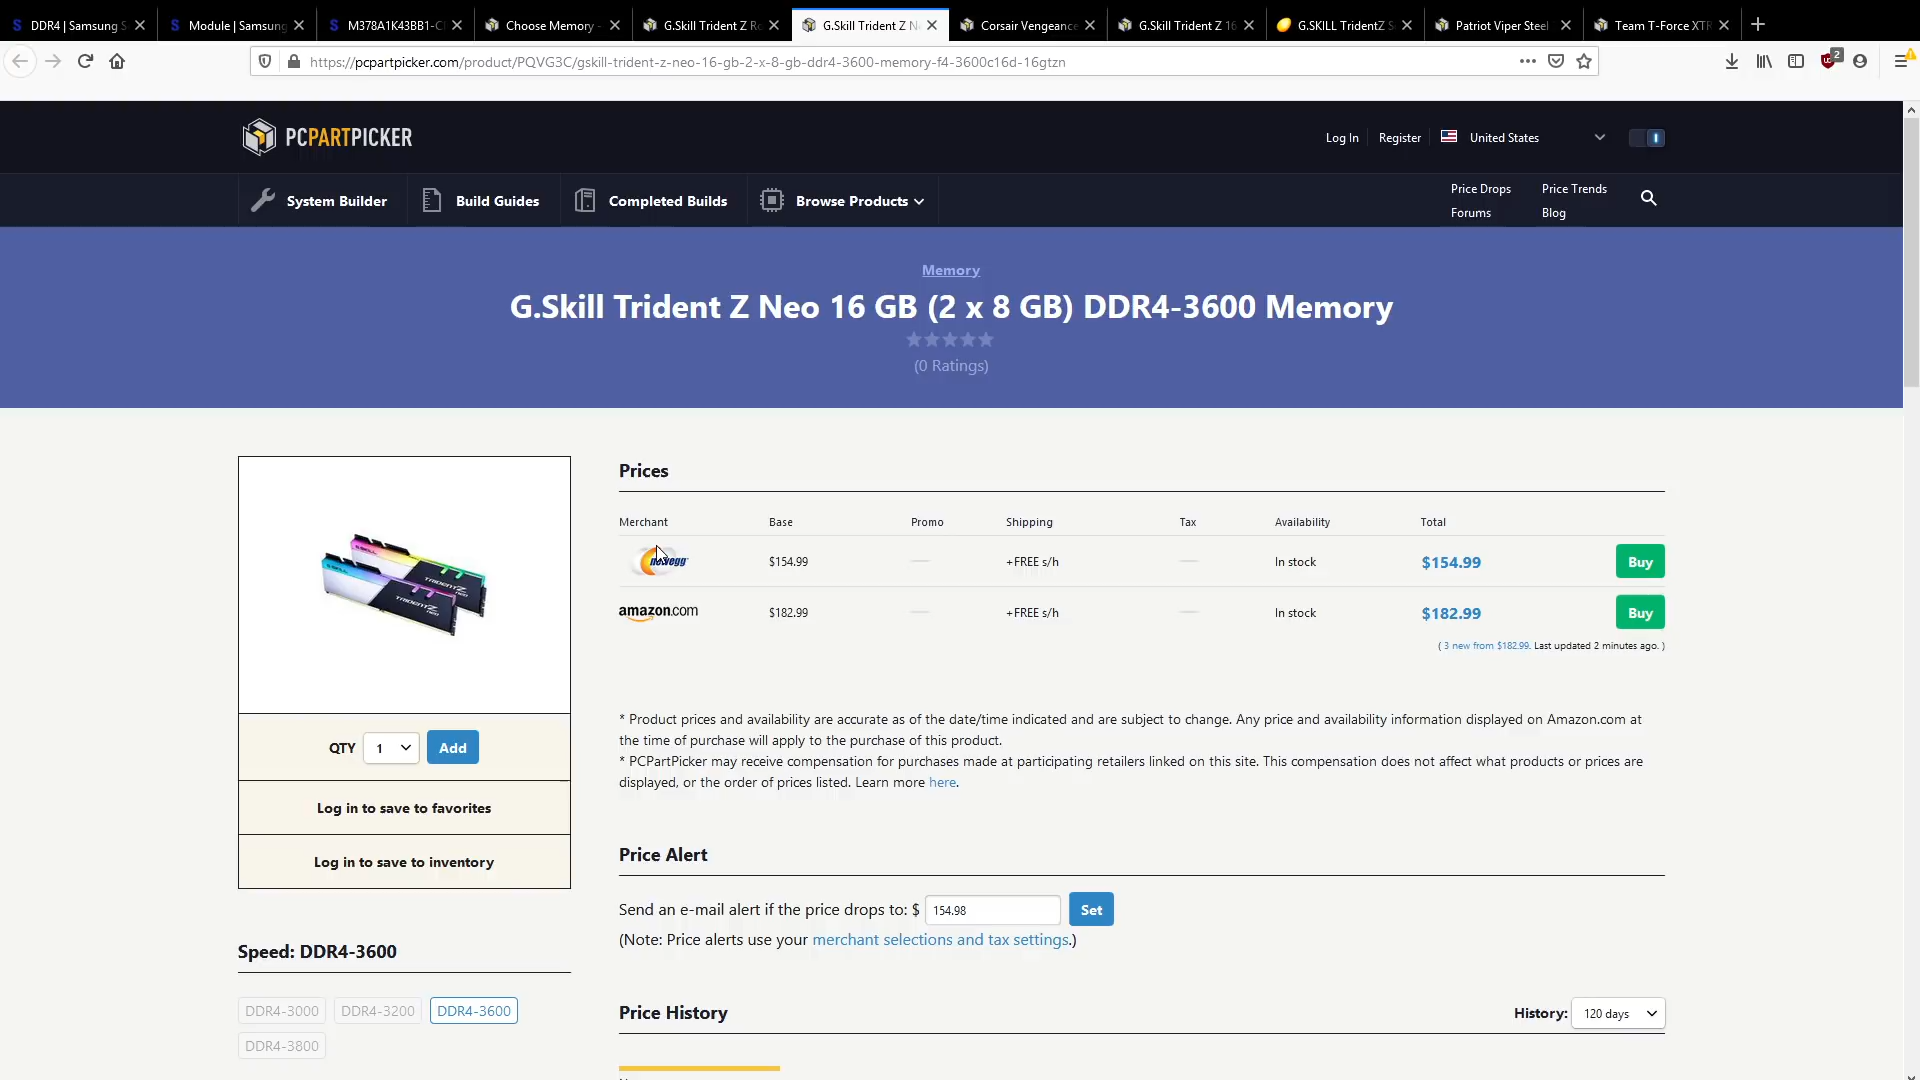 DDR4 | Samsung S
Module | Samsung
M378A1K43BB1-C
Choose Memory -
G.Skill Trident Z Ro
G.Skill Trident Z Ne
Corsair Vengeance
G.Skill Trident Z 16
G.SKILL TridentZ S
Patriot Viper Steel
Team T-Force XTR
https://pcpartpicker.com/product/PQVG3C/gskill-trident-z-neo-16-gb-2-x-8-gb-ddr4-3600-memory-f4-3600c16d-16gtzn
2
PCPARTPICKER
Log In
Register
United States
System Builder
Build Guides
Completed Builds
Browse Products
Price Drops
Price Trends
Forums
Blog
Memory
G.Skill Trident Z Neo 16 GB (2 x 8 GB) DDR4-3600 Memory
(0 Ratings)
G.SKILL
TRIDENTZ NEO
TRIDENTZ NEO
QTY 1 Add
Log in to save to favorites
Log in to save to inventory
Speed: DDR4-3600
DDR4-3000 DDR4-3200 DDR4-3600
DDR4-3800
Prices
Merchant Base Promo Shipping Tax Availability Total
newegg $154.99 — +FREE s/h — In stock $154.99 Buy
amazon.com $182.99 — +FREE s/h — In stock $182.99 Buy
( 3 new from $182.99. Last updated 2 minutes ago. )
* Product prices and availability are accurate as of the date/time indicated and are subject to change. Any price and availability information displayed on Amazon.com at
the time of purchase will apply to the purchase of this product.
* PCPartPicker may receive compensation for purchases made at participating retailers linked on this site. This compensation does not affect what products or prices are
displayed, or the order of prices listed. Learn more here.
Price Alert
Send an e-mail alert if the price drops to: $ 154.98 Set
(Note: Price alerts use your merchant selections and tax settings.)
Price History
History: 120 days